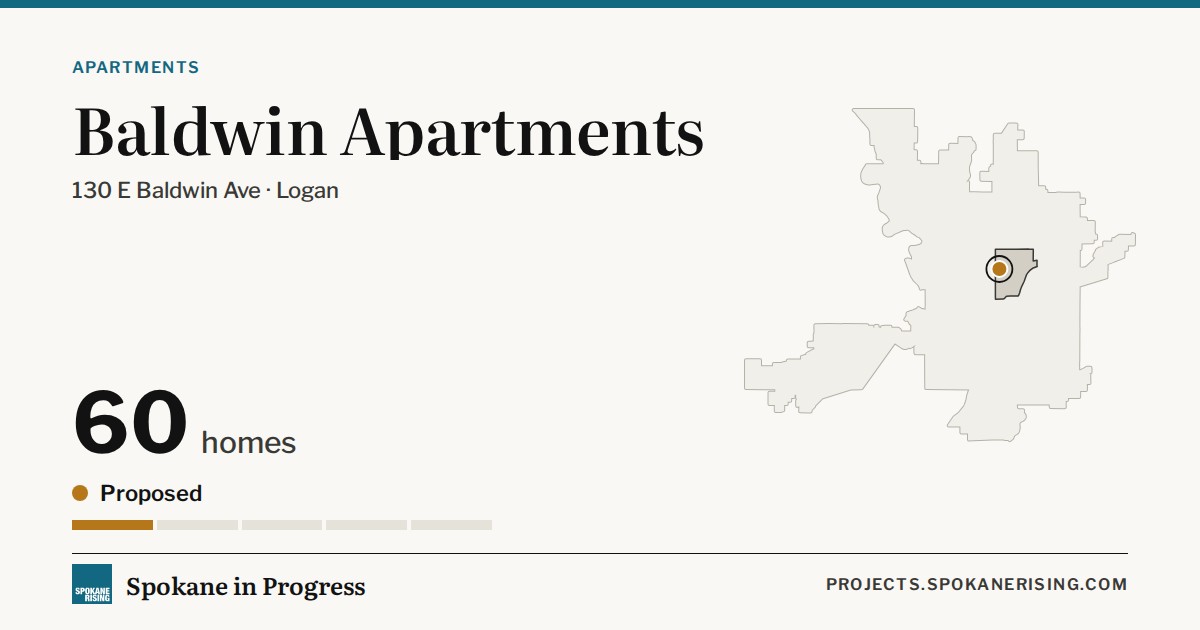 APARTMENTS
Baldwin Apartments
130 E Baldwin Ave · Logan
60 homes
Proposed
SPOKANE
RISING
Spokane in Progress
PROJECTS.SPOKANERISING.COM